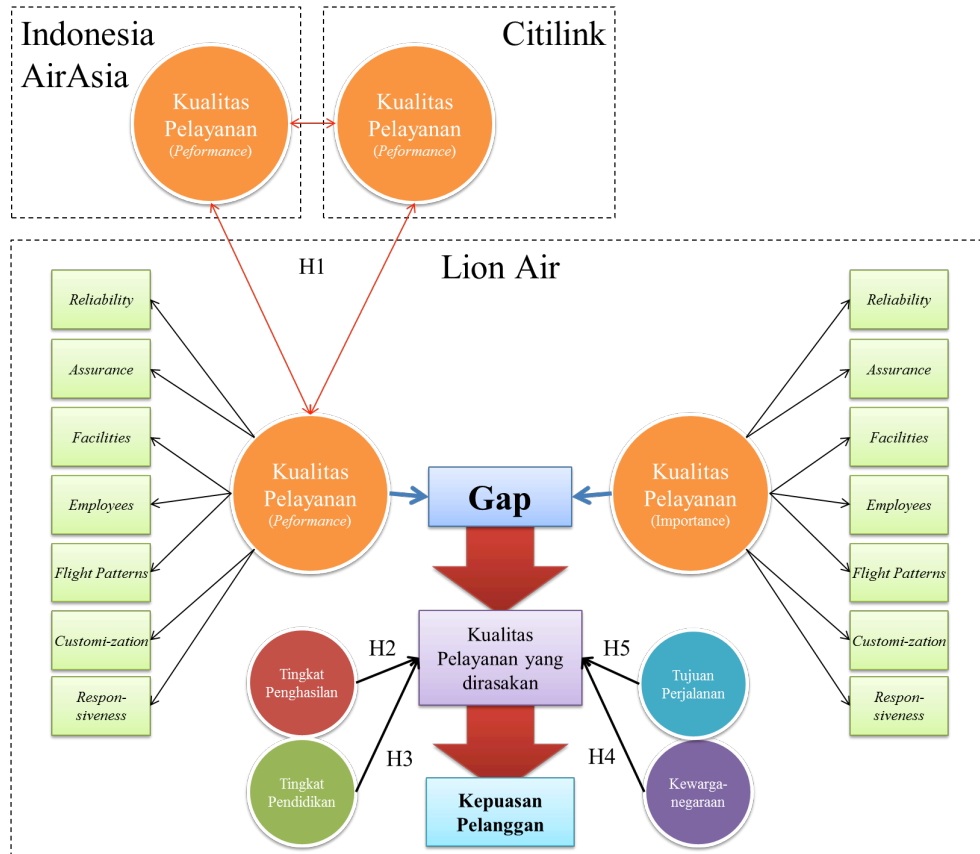 Indonesia
AirAsia
Kualitas
Pelayanan
(Peformance)
Citilink
Kualitas
Pelayanan
(Peformance)
H1
Lion Air
Reliability
Assurance
Facilities
Employees
Flight Patterns
Customi-zation
Respon-
siveness
Kualitas
Pelayanan
(Peformance)
Gap
Kualitas
Pelayanan
(Importance)
Reliability
Assurance
Facilities
Employees
Flight Patterns
Customi-zation
Respon-
siveness
Kualitas
Pelayanan yang
dirasakan
Tingkat
Penghasilan
H2
Tingkat
Pendidikan
H3
H5
Tujuan
Perjalanan
H4
Kewarga-
negaraan
Kepuasan
Pelanggan